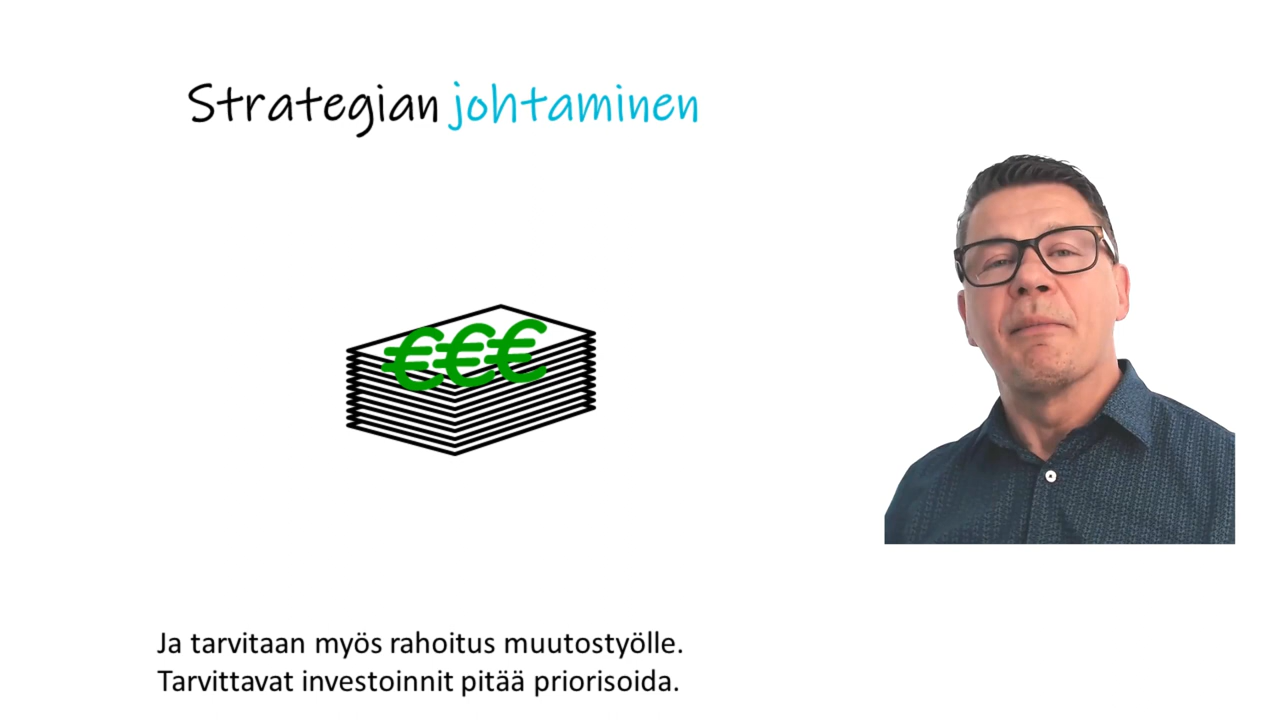 Strategian johtaminen
€€€
Ja tarvitaan myös rahoitus muutostyölle.
Tarvittavat investoinnit pitää priorisoida.